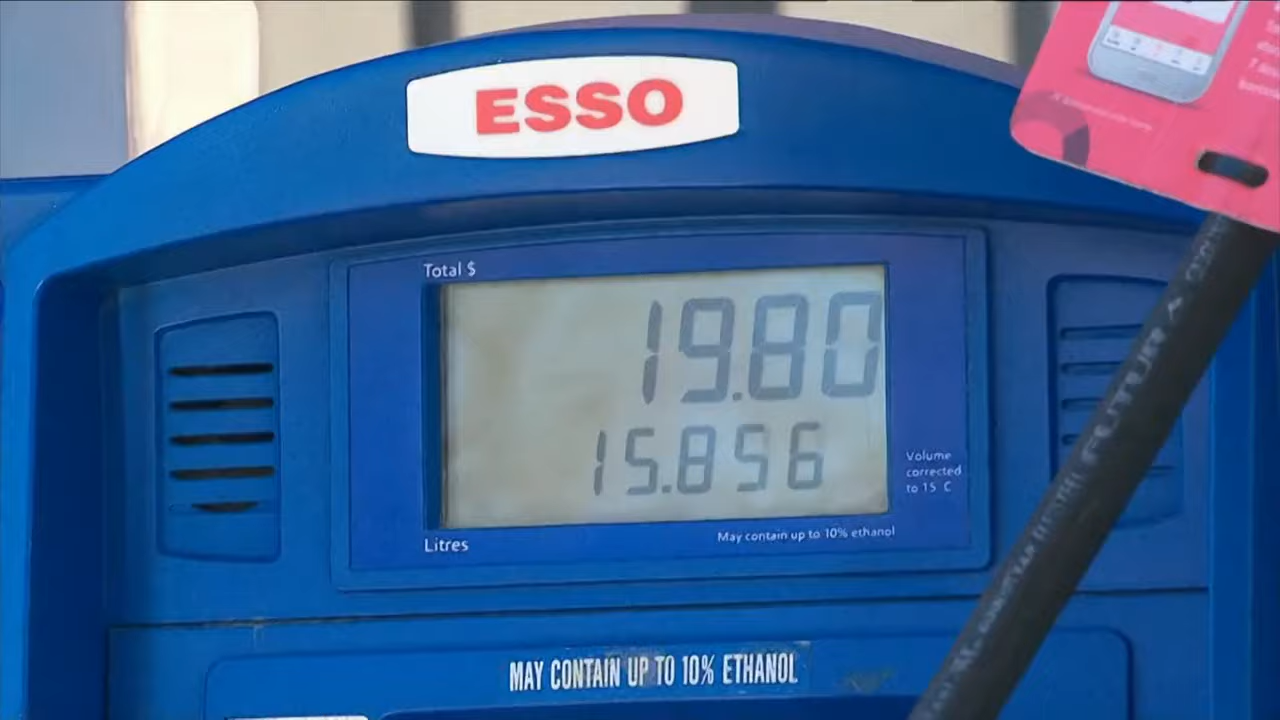 ESSO
Total $
19.80
15.856
Volume
corrected
to 15 C
Litres
May contain up to 10% ethanol
MAY CONTAIN UP TO 10% ETHANOL
FUTURA